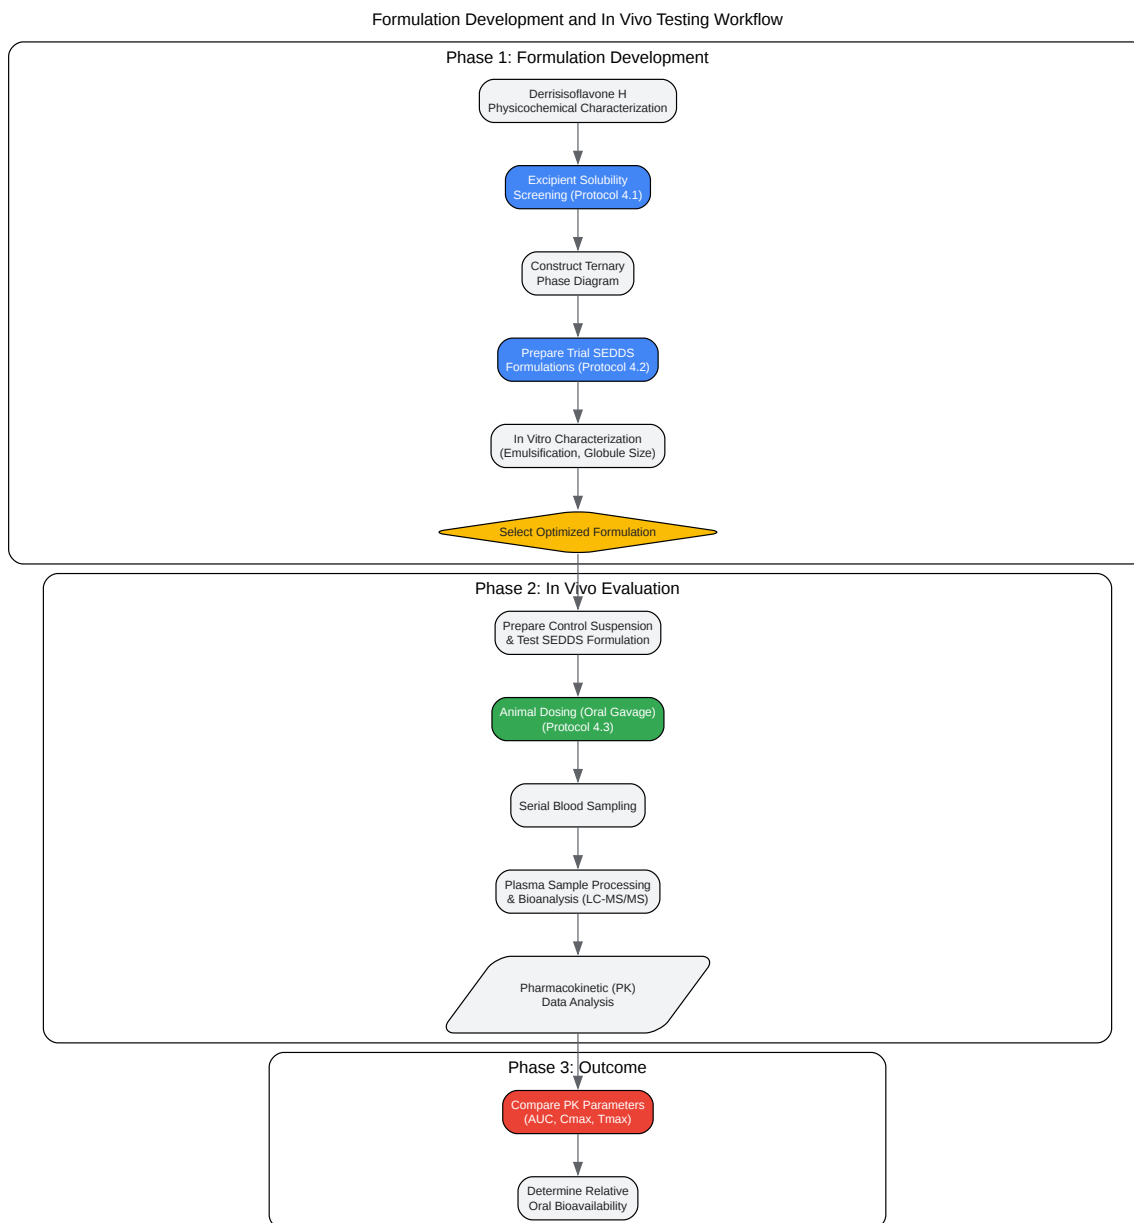 Formulation Development and In Vivo Testing Workflow
Phase 1: Formulation Development
Derrisisoflavone H
Physicochemical Characterization
Excipient Solubility
Screening (Protocol 4.1)
Construct Ternary
Phase Diagram
Prepare Trial SEDDS
Formulations (Protocol 4.2)
In Vitro Characterization
(Emulsification, Globule Size)
Select Optimized Formulation
Phase 2: In Vivo Evaluation
Prepare Control Suspension
& Test SEDDS Formulation
Animal Dosing (Oral Gavage)
(Protocol 4.3)
Serial Blood Sampling
Plasma Sample Processing
& Bioanalysis (LC-MS/MS)
Pharmacokinetic (PK)
Data Analysis
Phase 3: Outcome
Compare PK Parameters
(AUC, Cmax, Tmax)
Determine Relative
Oral Bioavailability